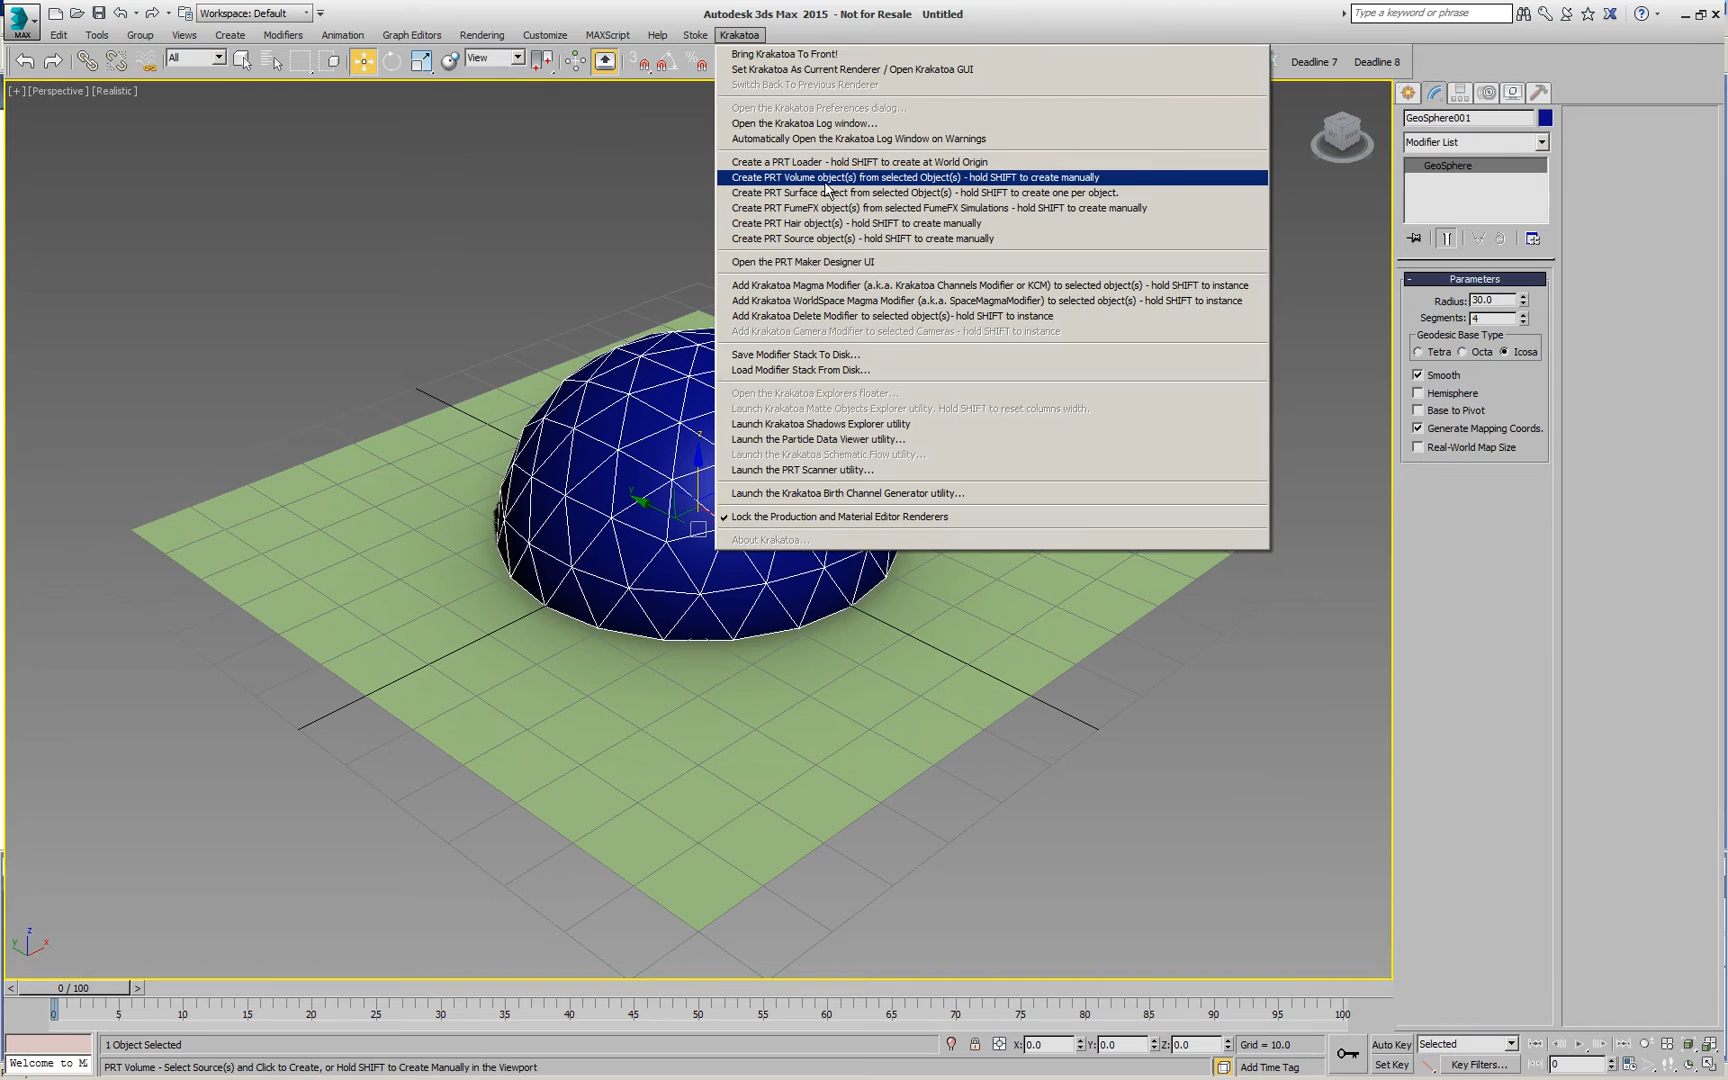 MAX
Workspace: Default
Autodesk 3ds Max 2015 - Not for Resale Untitled
Type a keyword or phrase
Edit Tools Group Views Create Modifiers Animation Graph Editors Rendering Customize MAXScript Help Stoke Krakatoa
All
View
Deadline 7 Deadline 8
[+] [Perspective] [Realistic]
Bring Krakatoa To Front!
Set Krakatoa As Current Renderer / Open Krakatoa GUI
Switch Back To Previous Renderer
Open the Krakatoa Preferences dialog...
Open the Krakatoa Log window...
Automatically Open the Krakatoa Log Window on Warnings
Create a PRT Loader - hold SHIFT to create at World Origin
Create PRT Volume object(s) from selected Object(s) - hold SHIFT to create manually
Create PRT Surface object from selected Object(s) - hold SHIFT to create one per object.
Create PRT FumeFX object(s) from selected FumeFX Simulations - hold SHIFT to create manually
Create PRT Hair object(s) - hold SHIFT to create manually
Create PRT Source object(s) - hold SHIFT to create manually
Open the PRT Maker Designer UI
Add Krakatoa Magma Modifier (a.k.a. Krakatoa Channels Modifier or KCM) to selected object(s) - hold SHIFT to instance
Add Krakatoa WorldSpace Magma Modifier (a.k.a. SpaceMagmaModifier) to selected object(s) - hold SHIFT to instance
Add Krakatoa Delete Modifier to selected object(s)- hold SHIFT to instance
Add Krakatoa Camera Modifier to selected Cameras - hold SHIFT to instance
Save Modifier Stack To Disk...
Load Modifier Stack From Disk...
Open the Krakatoa Explorers floater...
Launch Krakatoa Matte Objects Explorer utility. Hold SHIFT to reset columns width.
Launch Krakatoa Shadows Explorer utility
Launch the Particle Data Viewer utility...
Launch the Krakatoa Schematic Flow utility...
Launch the PRT Scanner utility...
Launch the Krakatoa Birth Channel Generator utility...
Lock the Production and Material Editor Renderers
About Krakatoa...
GeoSphere001
Modifier List
GeoSphere
Parameters
Radius: 30.0
Segments: 4
Geodesic Base Type
Tetra Octa Icosa
Smooth
Hemisphere
Base to Pivot
Generate Mapping Coords.
Real-World Map Size
z
y
z
y x
< 0 / 100 >
0 5 10 15 20 25 30 35 40 45 50 55 60 65 70 75 80 85 90 95 100
1 Object Selected
X: 0.0 Y: 0.0 Z: 0.0
Grid = 10.0
Auto Key Selected
Welcome to M
PRT Volume - Select Source(s) and Click to Create, or Hold SHIFT to Create Manually in the Viewport
Add Time Tag
Set Key Key Filters... 0